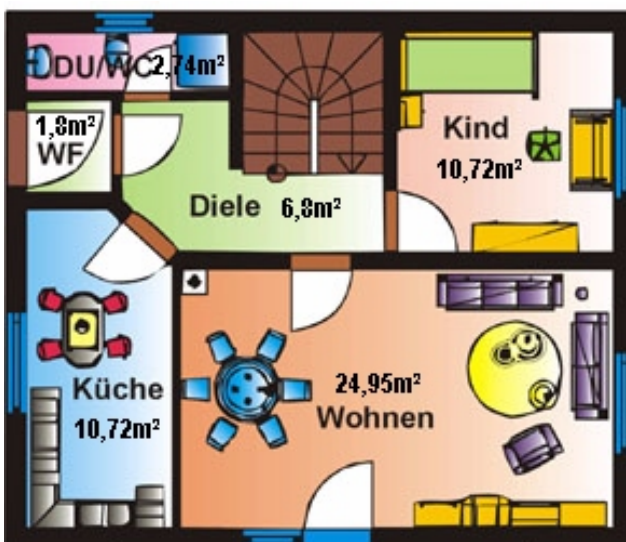 DU/WC 2,74m²
1,8m²
WF
Diele 6,8m²
Kind
10,72m²
Küche
10,72m²
24,95m²
Wohnen